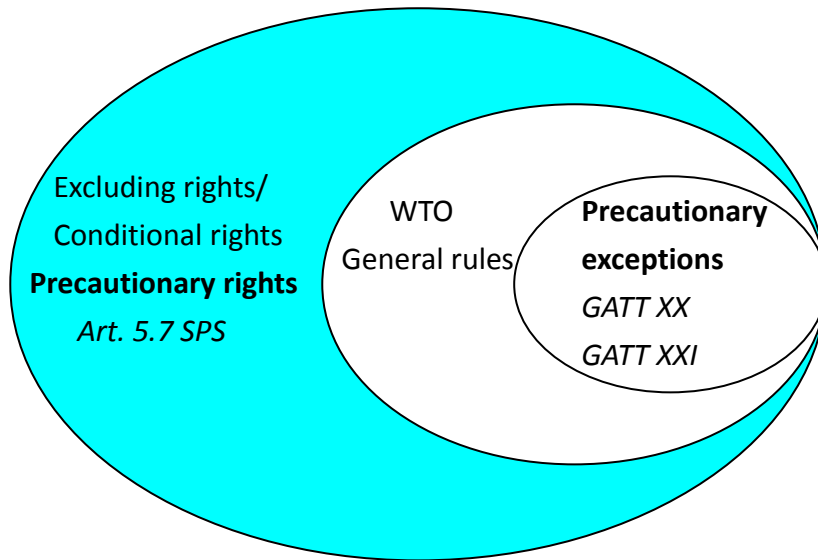 Excluding rights/
Conditional rights
Precautionary rights
Art. 5.7 SPS
WTO
General rules
Precautionary
exceptions
GATT XX
GATT XXI